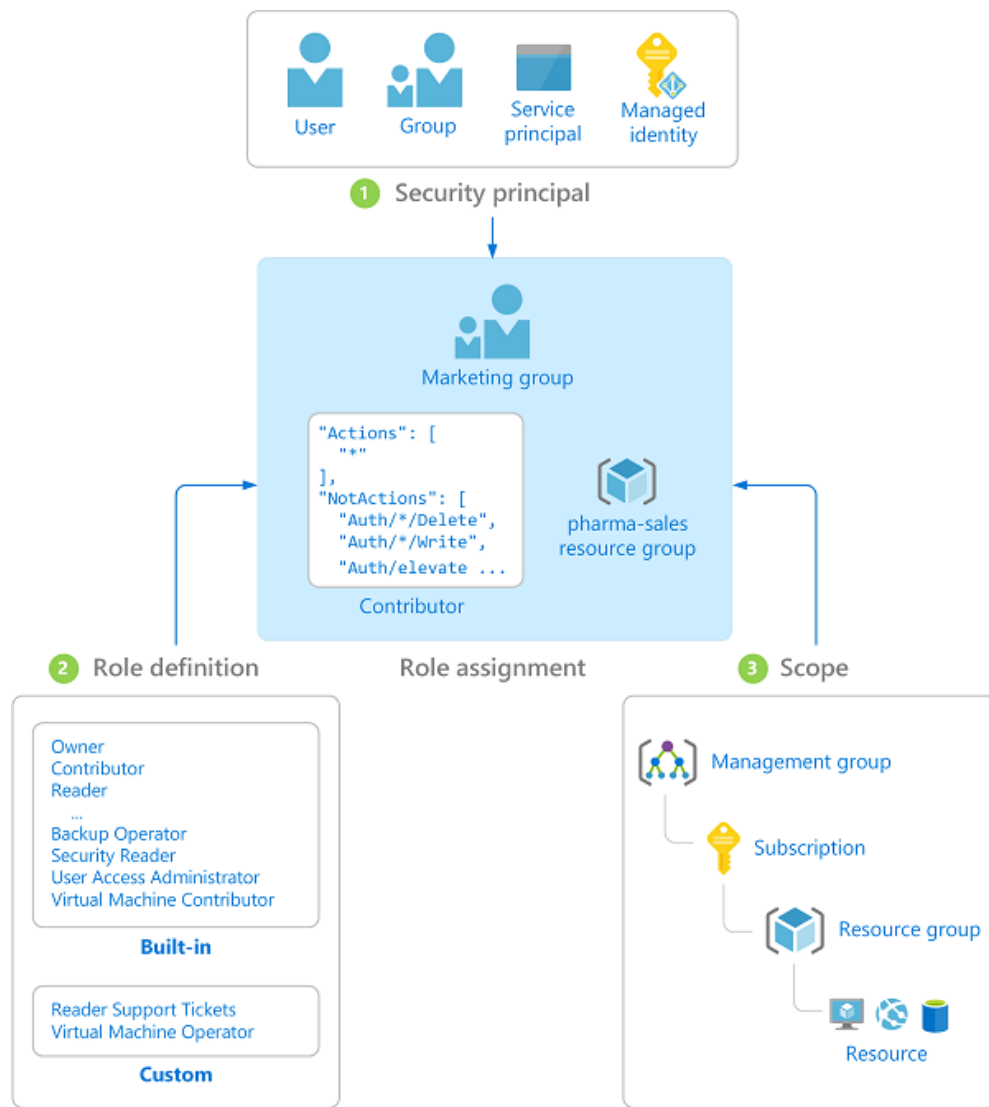 User
Group
Service
principal
Managed
identity
1 Security principal
Marketing group
"Actions": [
"*"
],
"NotActions": [
"Auth/*/Delete",
"Auth/*/Write",
"Auth/elevate ...
Contributor
pharma-sales
resource group
2 Role definition
Role assignment
3 Scope
Owner
Contributor
Reader
...
Backup Operator
Security Reader
User Access Administrator
Virtual Machine Contributor
Built-in
Reader Support Tickets
Virtual Machine Operator
Custom
Management group
Subscription
Resource group
Resource